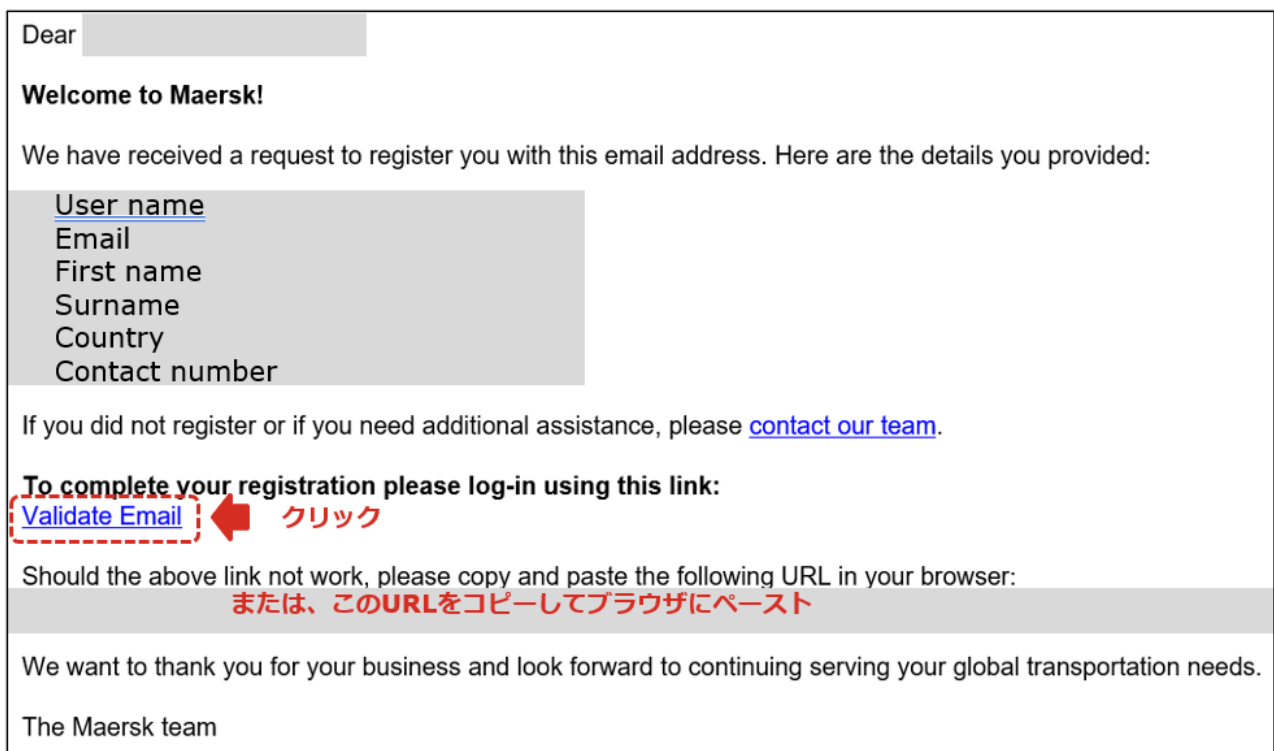 Dear
Welcome to Maersk!
We have received a request to register you with this email address. Here are the details you provided:
User name
Email
First name
Surname
Country
Contact number
If you did not register or if you need additional assistance, please contact our team.
To complete your registration please log-in using this link:
Validate Email クリック
Should the above link not work, please copy and paste the following URL in your browser:
または、このURLをコピーしてブラウザにペースト
We want to thank you for your business and look forward to continuing serving your global transportation needs.
The Maersk team